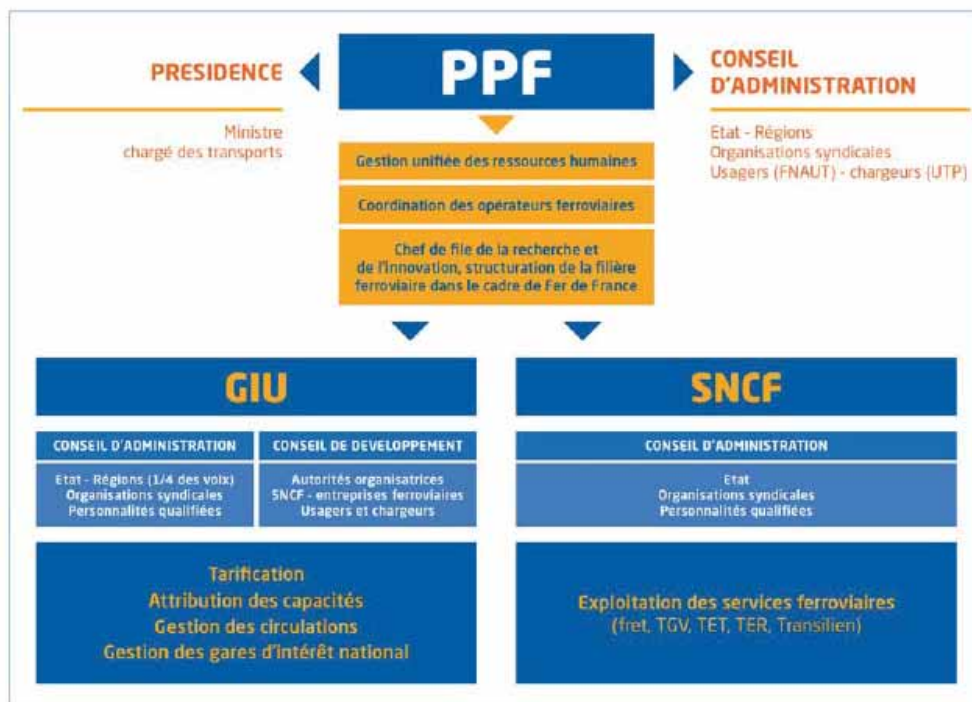 PPF
PRESIDENCE
Ministre
chargé des transports
CONSEIL
D'ADMINISTRATION
Etat - Régions
Organisations syndicales
Usagers (FNAUT) - chargeurs (UTP)
Gestion unifiée des ressources humaines
Coordination des opérateurs ferroviaires
Chef de file de la recherche et
de l'innovation, structuration de la filière
ferroviaire dans le cadre de Fer de France
GIU
CONSEIL D'ADMINISTRATION
Etat - Régions (1/4 des voix)
Organisations syndicales
Personnalités qualifiées
CONSEIL DE DEVELOPPEMENT
Autorités organisatrices
SNCF - entreprises ferroviaires
Usagers et chargeurs
Tarification
Attribution des capacités
Gestion des circulations
Gestion des gares d'intérêt national
SNCF
CONSEIL D'ADMINISTRATION
Etat
Organisations syndicales
Personnalités qualifiées
Exploitation des services ferroviaires
(fret, TGV, TET, TER, Transilien)